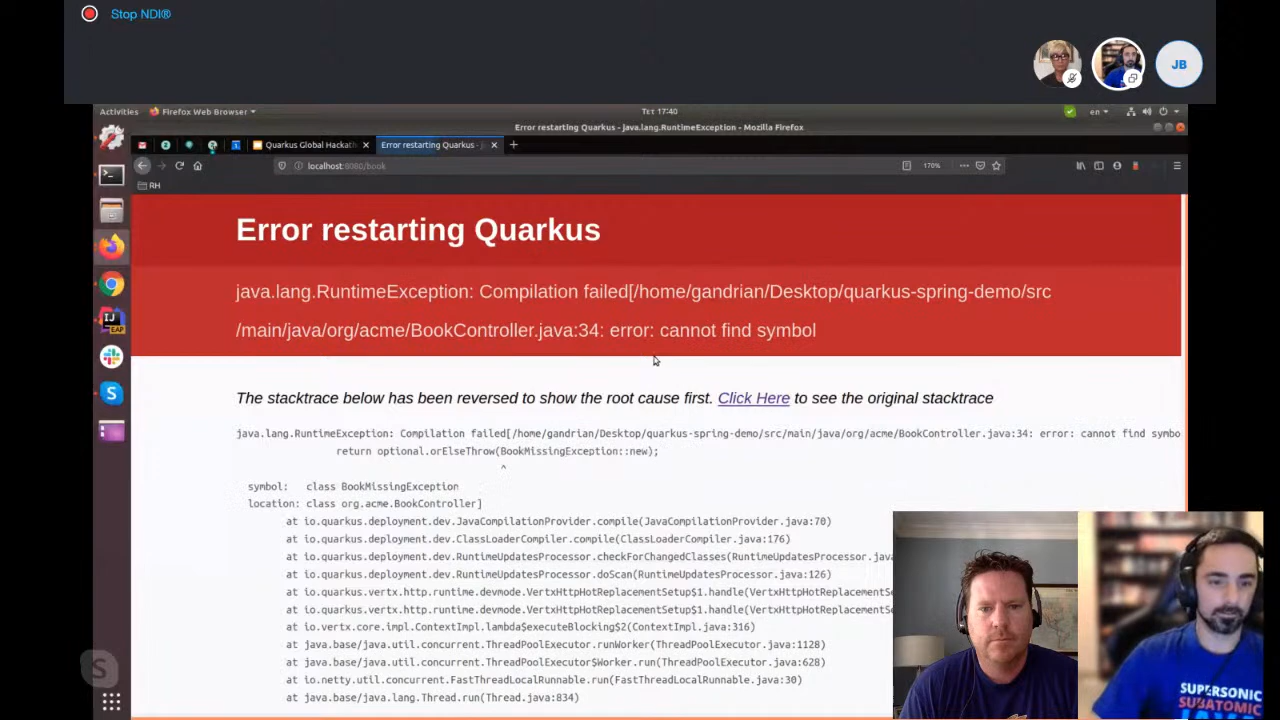 Stop NDI®
JB
Activities Firefox Web Browser Τετ 17:40 en
Error restarting Quarkus - java.lang.RuntimeException - Mozilla Firefox
Quarkus Global Hackath Error restarting Quarkus - j
localhost:8080/book 170%
RH
Error restarting Quarkus
java.lang.RuntimeException: Compilation failed[/home/gandrian/Desktop/quarkus-spring-demo/src
/main/java/org/acme/BookController.java:34: error: cannot find symbol
The stacktrace below has been reversed to show the root cause first. Click Here to see the original stacktrace
java.lang.RuntimeException: Compilation failed[/home/gandrian/Desktop/quarkus-spring-demo/src/main/java/org/acme/BookController.java:34: error: cannot find symbo
return optional.orElseThrow(BookMissingException::new);
^
symbol: class BookMissingException
location: class org.acme.BookController]
at io.quarkus.deployment.dev.JavaCompilationProvider.compile(JavaCompilationProvider.java:70)
at io.quarkus.deployment.dev.ClassLoaderCompiler.compile(ClassLoaderCompiler.java:176)
at io.quarkus.deployment.dev.RuntimeUpdatesProcessor.checkForChangedClasses(RuntimeUpdatesProcessor.jav
at io.quarkus.deployment.dev.RuntimeUpdatesProcessor.doScan(RuntimeUpdatesProcessor.java:126)
at io.quarkus.vertx.http.runtime.devmode.VertxHttpHotReplacementSetup$1.handle(VertxHttpHotReplacementSe
at io.quarkus.vertx.http.runtime.devmode.VertxHttpHotReplacementSetup$1.handle(VertxHttpHotReplacementSe
at io.vertx.core.impl.ContextImpl.lambda$executeBlocking$2(ContextImpl.java:316)
at java.base/java.util.concurrent.ThreadPoolExecutor.runWorker(ThreadPoolExecutor.java:1128)
at java.base/java.util.concurrent.ThreadPoolExecutor$Worker.run(ThreadPoolExecutor.java:628)
at io.netty.util.concurrent.FastThreadLocalRunnable.run(FastThreadLocalRunnable.java:30)
at java.base/java.lang.Thread.run(Thread.java:834)
SUPERSONIC
SUBATOMIC